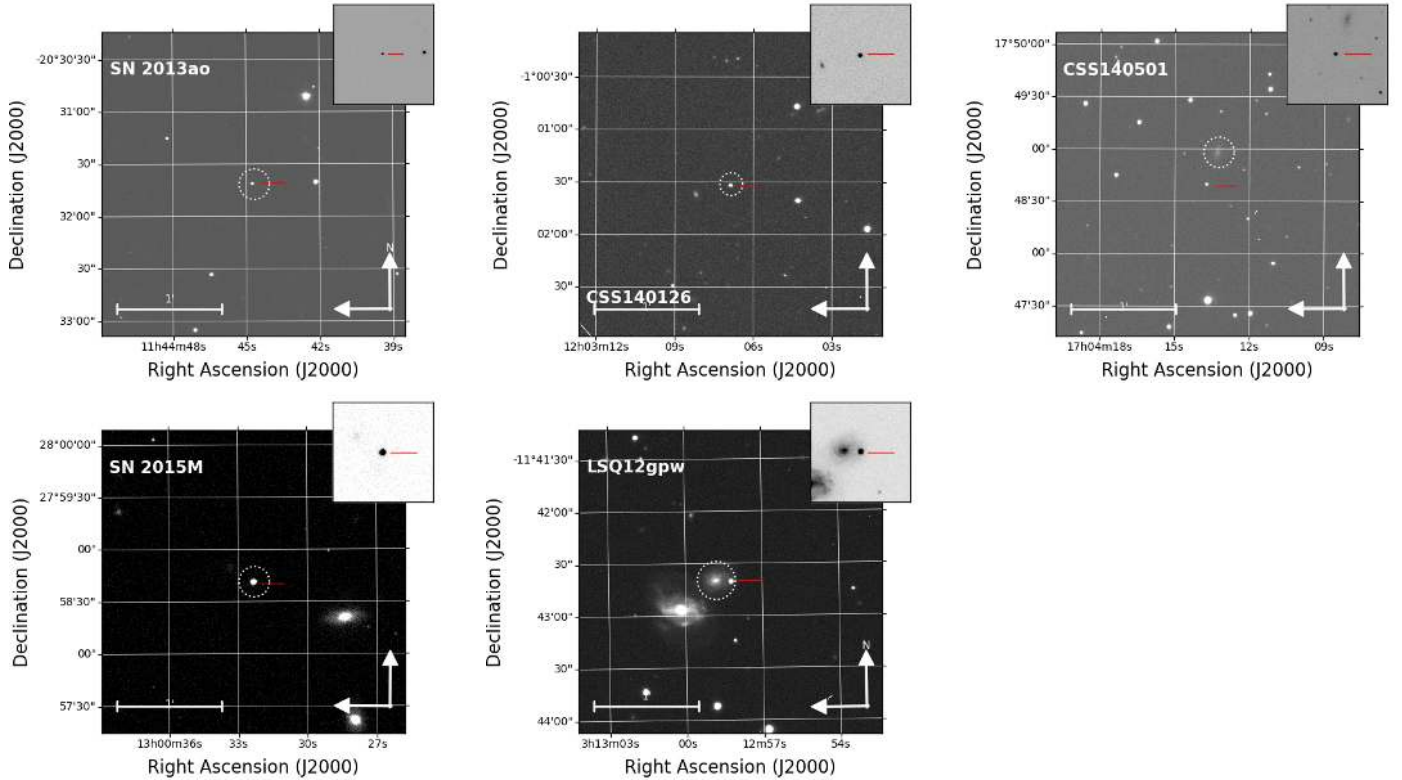 SN 2013ao
Declination (J2000)
-20°30'30"
31'00"
30"
32'00"
30"
33'00"
1'
N
11h44m48s
45s
42s
39s
Right Ascension (J2000)
CSS140126
Declination (J2000)
-1°00'30"
01'00"
30"
02'00"
30"
12h03m12s
09s
06s
03s
Right Ascension (J2000)
CSS140501
Declination (J2000)
17°50'00"
49'30"
00"
48'30"
00"
47'30"
1'
17h04m18s
15s
12s
09s
Right Ascension (J2000)
SN 2015M
Declination (J2000)
28°00'00"
27°59'30"
00"
58'30"
00"
57'30"
1'
13h00m36s
33s
30s
27s
Right Ascension (J2000)
LSQ12gpw
Declination (J2000)
-11°41'30"
42'00"
30"
43'00"
30"
44'00"
N
3h13m03s
00s
12m57s
54s
Right Ascension (J2000)